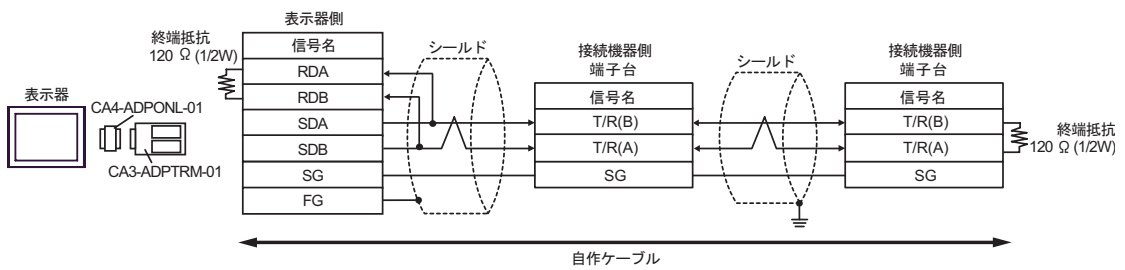 表示器
CA4-ADPONL-01
CA3-ADPTRM-01
終端抵抗
120 Ω (1/2W)
表示器側
信号名
RDA
RDB
SDA
SDB
SG
FG
シールド
接続機器側
端子台
信号名
T/R(B)
T/R(A)
SG
シールド
接続機器側
端子台
信号名
T/R(B)
T/R(A)
SG
終端抵抗
120 Ω (1/2W)
自作ケーブル